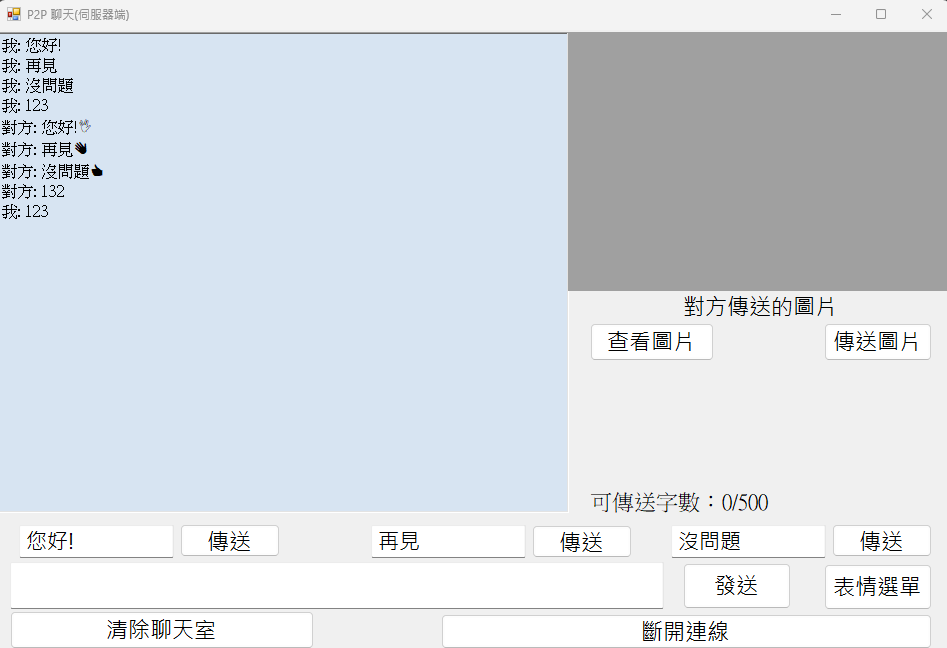 P2P 聊天(伺服器端)
我: 您好!
我: 再見
我: 沒問題
我: 123
對方: 您好!🖐
對方: 再見👋
對方: 沒問題👍
對方: 132
我: 123
對方傳送的圖片
查看圖片 傳送圖片
可傳送字數：0/500
您好! 傳送 再見 傳送 沒問題 傳送
發送 表情選單
清除聊天室 斷開連線